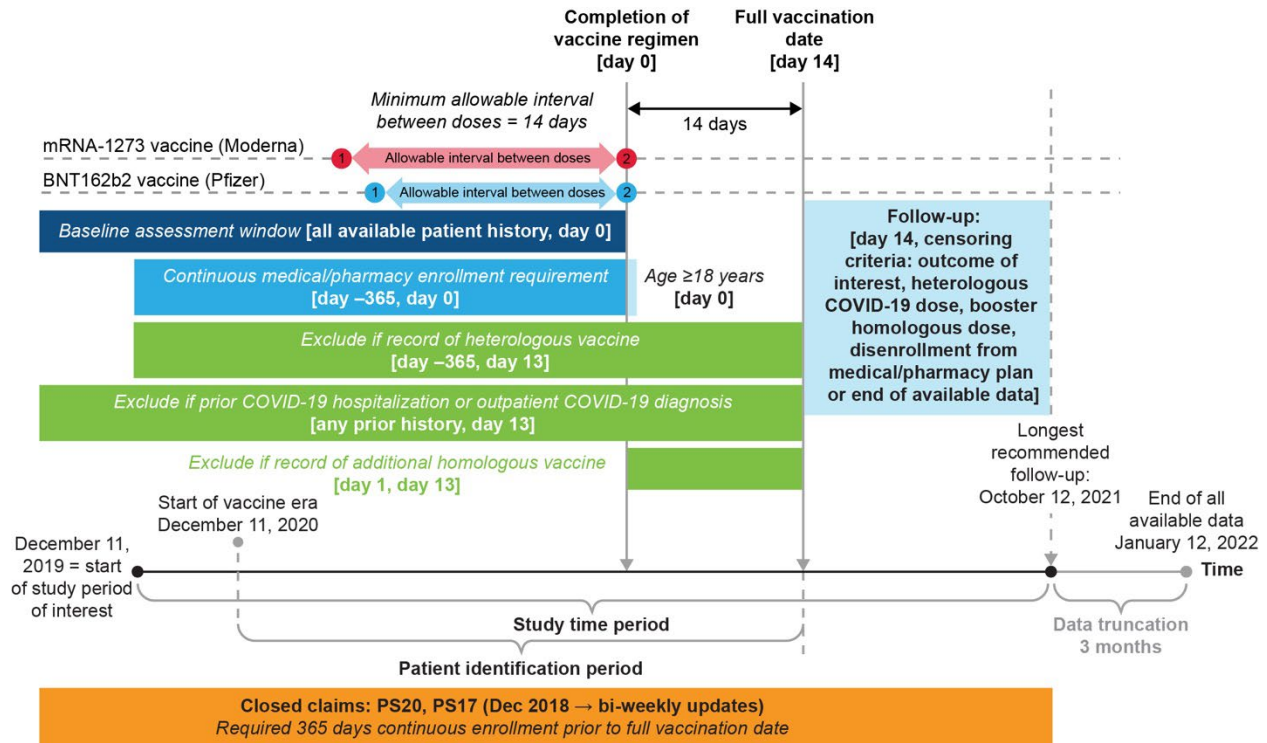 Completion of
vaccine regimen
[day 0]
Full vaccination
date
[day 14]
Minimum allowable interval
between doses = 14 days
14 days
mRNA-1273 vaccine (Moderna)
1
Allowable interval between doses
2
BNT162b2 vaccine (Pfizer)
1
Allowable interval between doses
2
Baseline assessment window [all available patient history, day 0]
Continuous medical/pharmacy enrollment requirement
[day –365, day 0]
Age ≥18 years
[day 0]
Exclude if record of heterologous vaccine
[day –365, day 13]
Exclude if prior COVID-19 hospitalization or outpatient COVID-19 diagnosis
[any prior history, day 13]
Exclude if record of additional homologous vaccine
[day 1, day 13]
Follow-up:
[day 14, censoring
criteria: outcome of
interest, heterologous
COVID-19 dose, booster
homologous dose,
disenrollment from
medical/pharmacy plan
or end of available data]
Longest
recommended
follow-up:
October 12, 2021
Start of vaccine era
December 11, 2020
End of all
available data
January 12, 2022
December 11,
2019 = start
of study period
of interest
Time
Study time period
Data truncation
3 months
Patient identification period
Closed claims: PS20, PS17 (Dec 2018 → bi-weekly updates)
Required 365 days continuous enrollment prior to full vaccination date